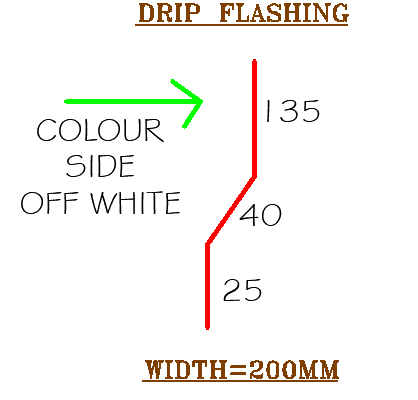 DRIP FLASHING
135
COLOUR
SIDE
OFF WHITE
40
25
WIDTH=200MM